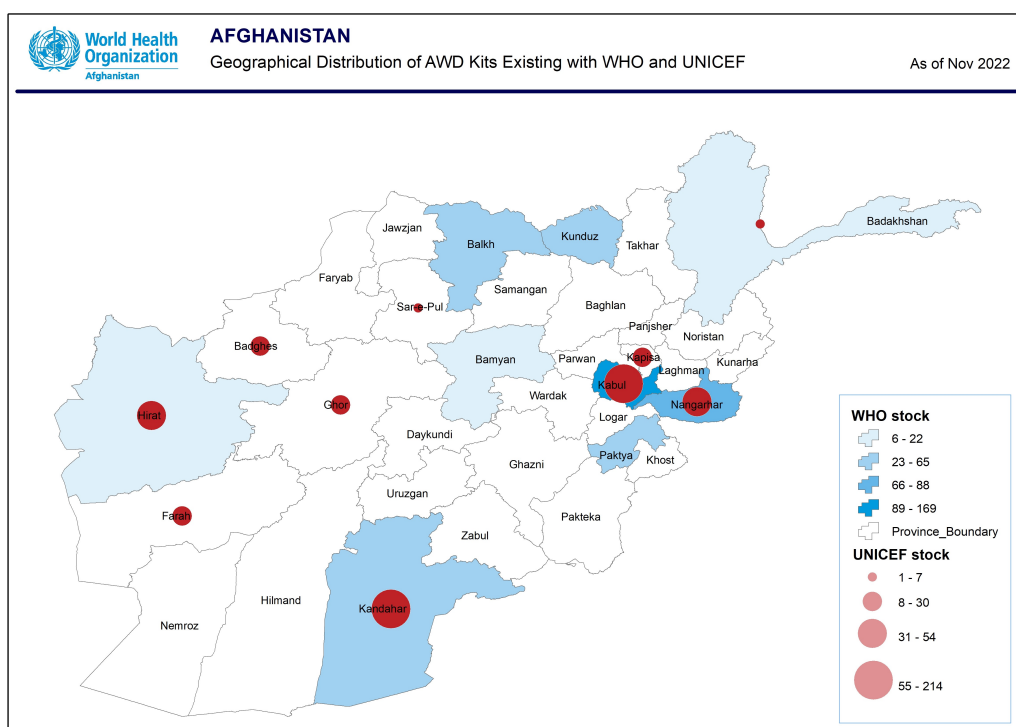 World Health
Organization
Afghanistan
AFGHANISTAN
Geographical Distribution of AWD Kits Existing with WHO and UNICEF
As of Nov 2022
Badakhshan
Jawzjan
Balkh
Kunduz
Takhar
Faryab
Samangan
Sar-e-Pul
Baghlan
Panjsher
Noristan
Badghes
Bamyan
Parwan
Kapisa
Laghman
Kunarha
Kabul
Wardak
Nangarhar
Hirat
Ghor
Logar
Daykundi
Paktya
Khost
Ghazni
Uruzgan
Farah
Pakteka
Zabul
Hilmand
Kandahar
Nemroz
WHO stock
6 - 22
23 - 65
66 - 88
89 - 169
Province_Boundary
UNICEF stock
1 - 7
8 - 30
31 - 54
55 - 214